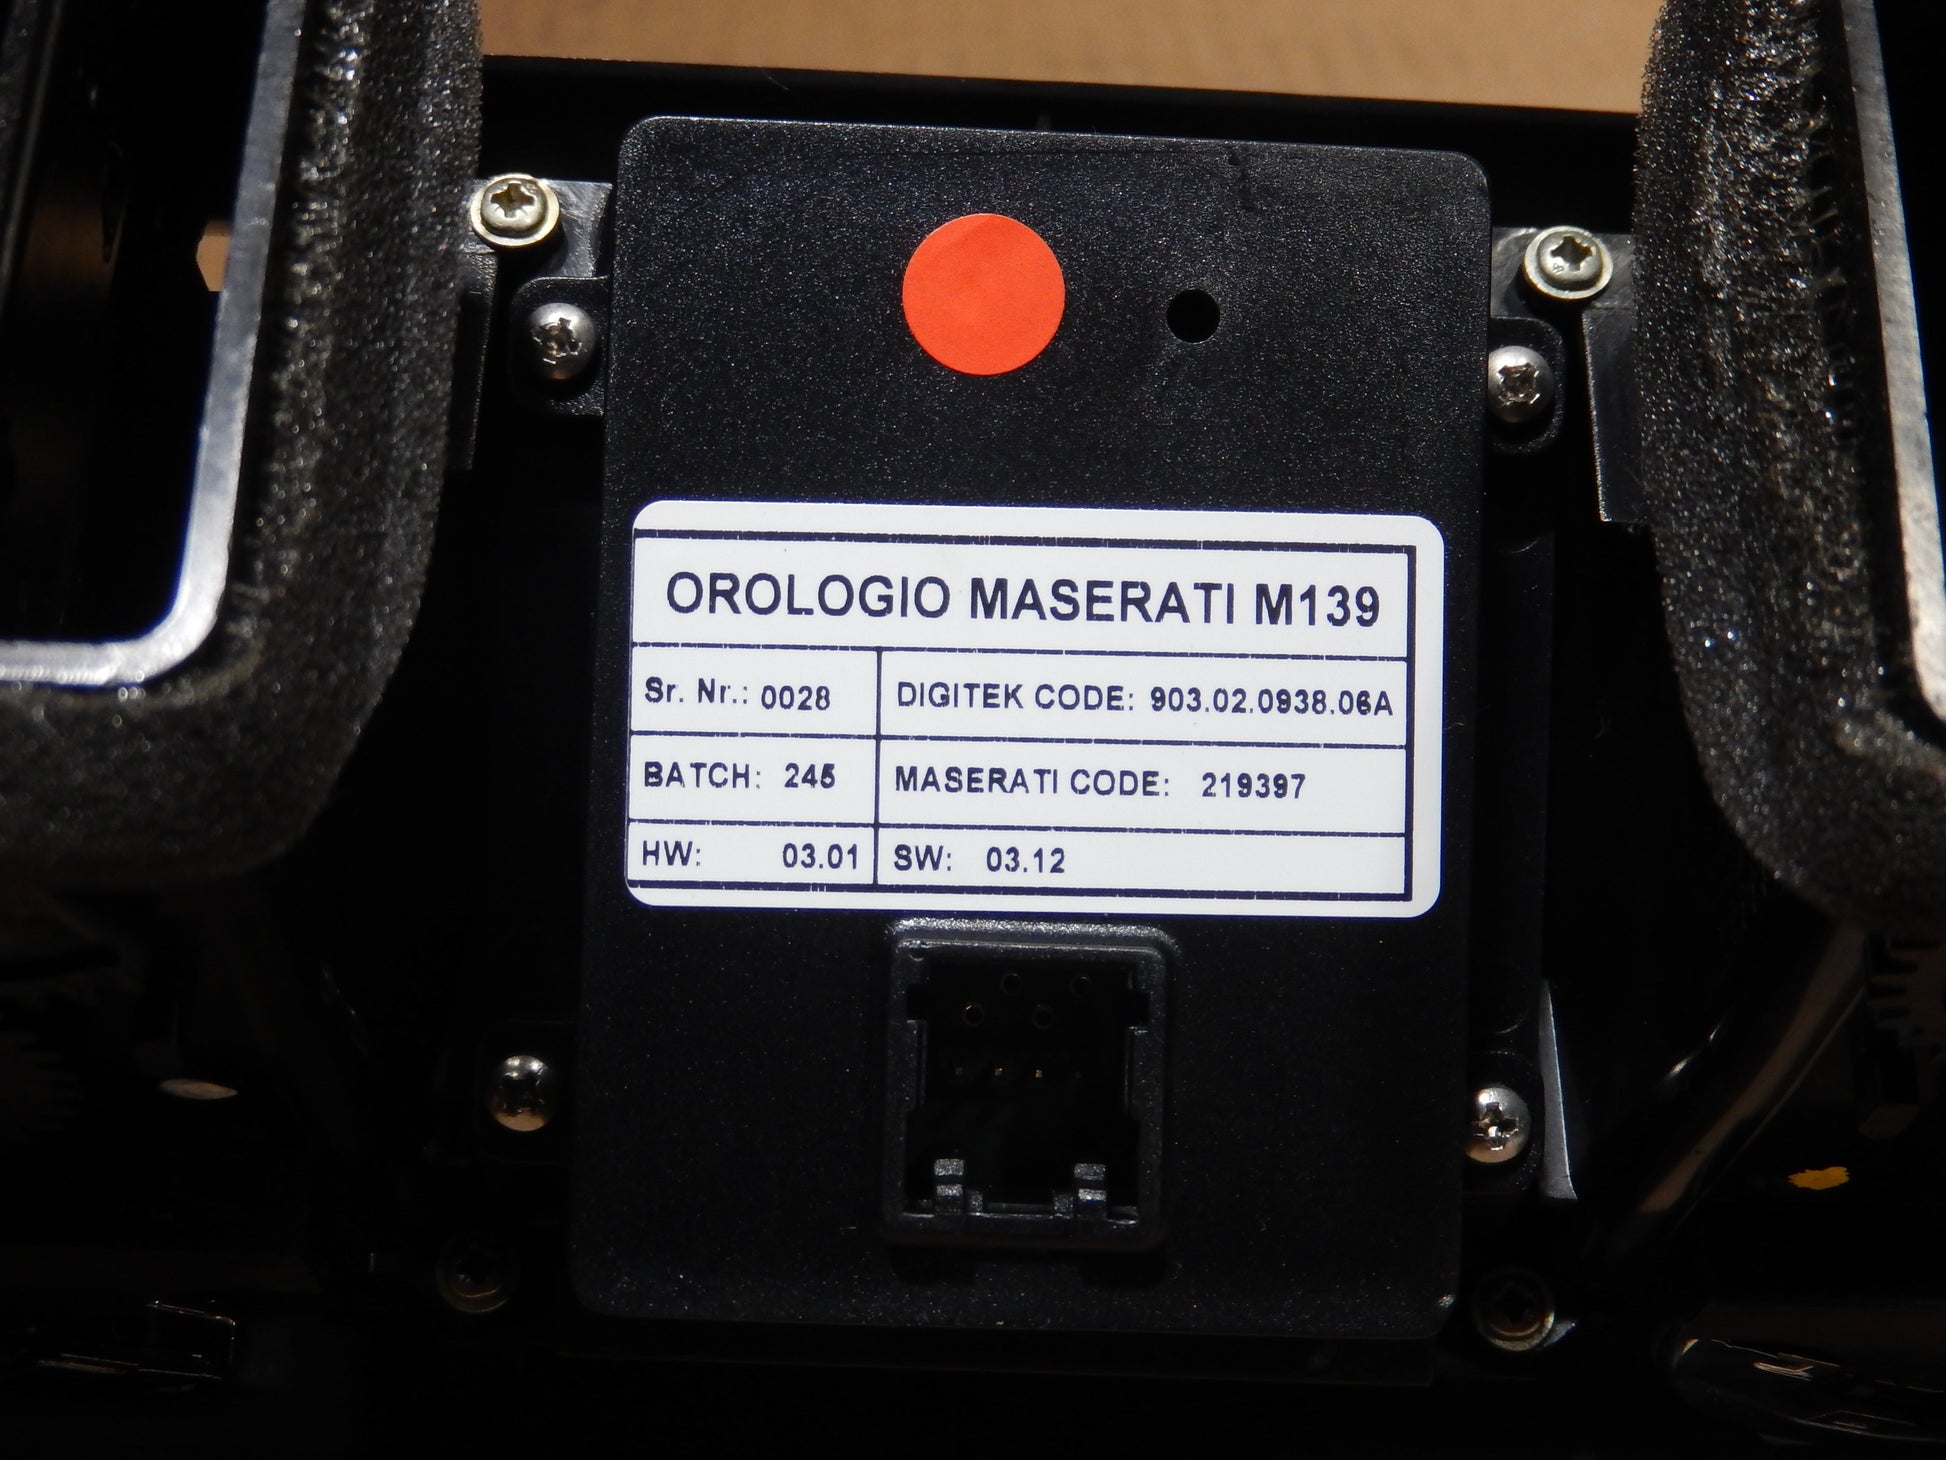 OROLOGIO MASERATI M139
Sr. Nr.: 0028 DIGITEK CODE: 903.02.0938.06A
BATCH: 245 MASERATI CODE: 219397
HW: 03.01 SW: 03.12